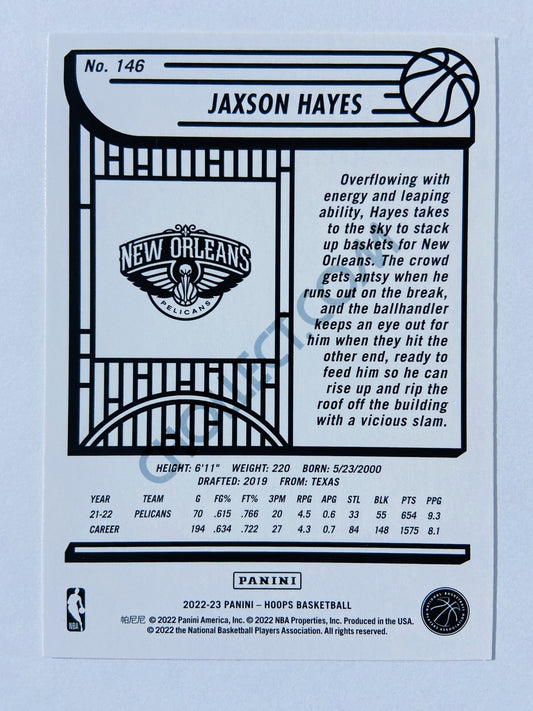 No. 146
JAXSON HAYES
NEW ORLEANS
PELICANS
Overflowing with
energy and leaping
ability, Hayes takes
to the sky to stack
up baskets for New
Orleans. The crowd
gets antsy when he
runs out on the break,
and the ballhandler
keeps an eye out for
him when they hit the
other end, ready to
feed him so he can
rise up and rip the
roof off the building
with a vicious slam.
HEIGHT: 6'11" WEIGHT: 220 BORN: 5/23/2000
DRAFTED: 2019 FROM: TEXAS
YEAR TEAM G FG% FT% 3PM RPG APG STL BLK PTS PPG
21-22 PELICANS 70 .615 .766 20 4.5 0.6 33 55 654 9.3
CAREER 194 .634 .722 27 4.3 0.7 84 148 1575 8.1
PANINI
2022-23 PANINI – HOOPS BASKETBALL
帕尼尼 © 2022 Panini America, Inc. © 2022 NBA Properties, Inc. Produced in the USA.
© 2022 the National Basketball Players Association. All rights reserved.
NBA